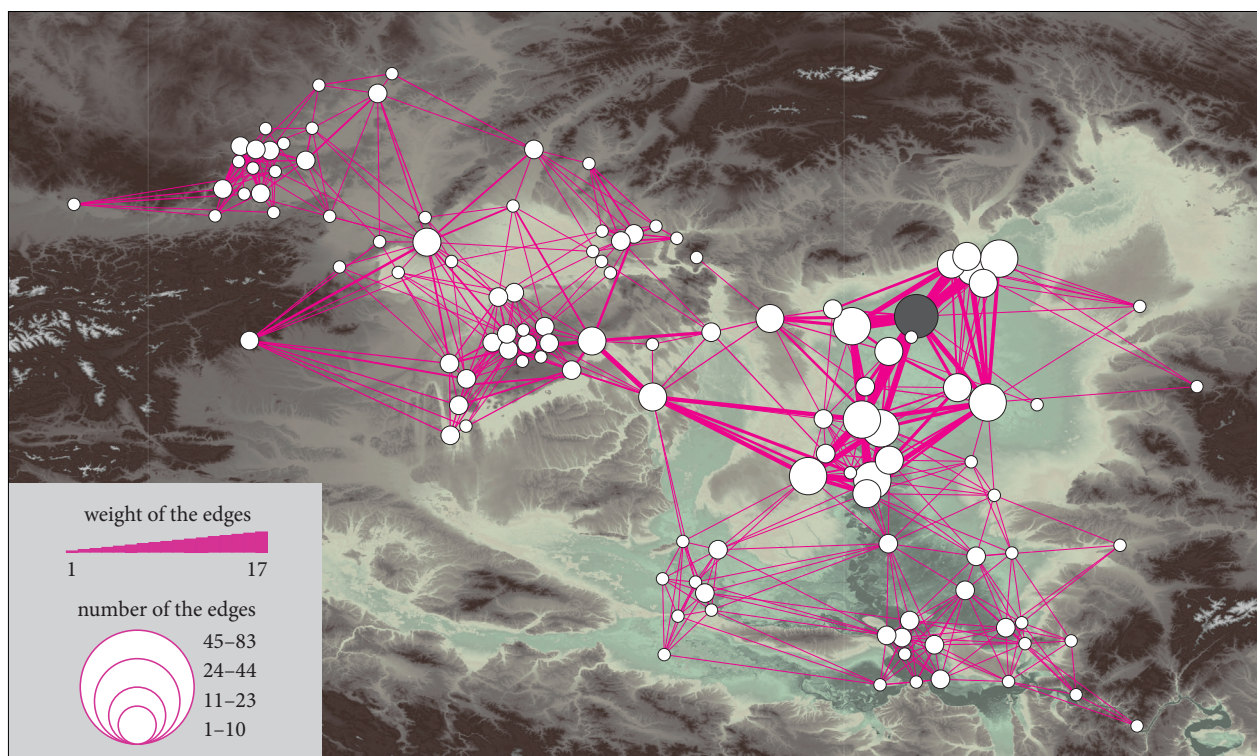 weight of the edges
1 17
number of the edges
45–83
24–44
11–23
1–10